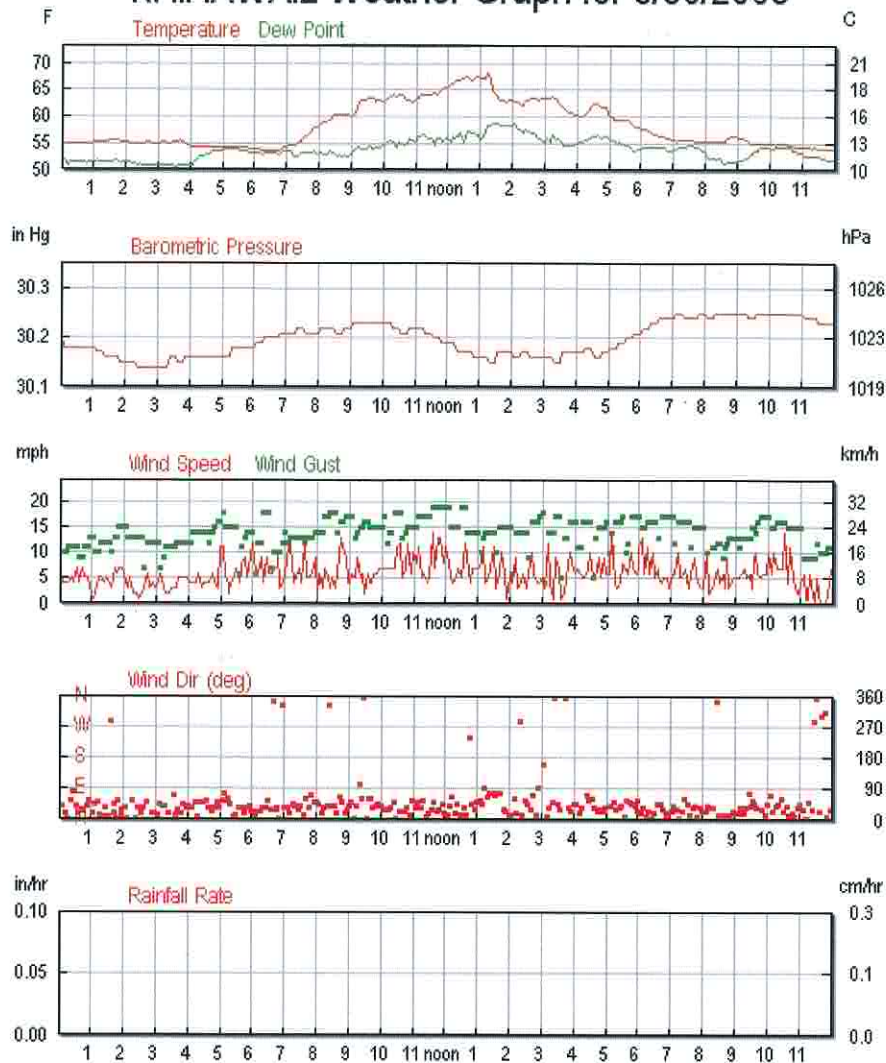 Weather Graph for
F C
Temperature Dew Point
70 21
65 18
60 16
55 13
50 10
1 2 3 4 5 6 7 8 9 10 11 noon 1 2 3 4 5 6 7 8 9 10 11
in Hg hPa
Barometric Pressure
30.3 1026
30.2 1023
30.1 1019
1 2 3 4 5 6 7 8 9 10 11 noon 1 2 3 4 5 6 7 8 9 10 11
mph km/h
Wind Speed Wind Gust
20 32
15 24
10 16
5 8
0 0
1 2 3 4 5 6 7 8 9 10 11 noon 1 2 3 4 5 6 7 8 9 10 11
Wind Dir (deg)
N 360
W 270
S 180
E 90
0
1 2 3 4 5 6 7 8 9 10 11 noon 1 2 3 4 5 6 7 8 9 10 11
in/hr cm/hr
Rainfall Rate
0.10 0.3
0.05 0.1
0.00 0.0
1 2 3 4 5 6 7 8 9 10 11 noon 1 2 3 4 5 6 7 8 9 10 11